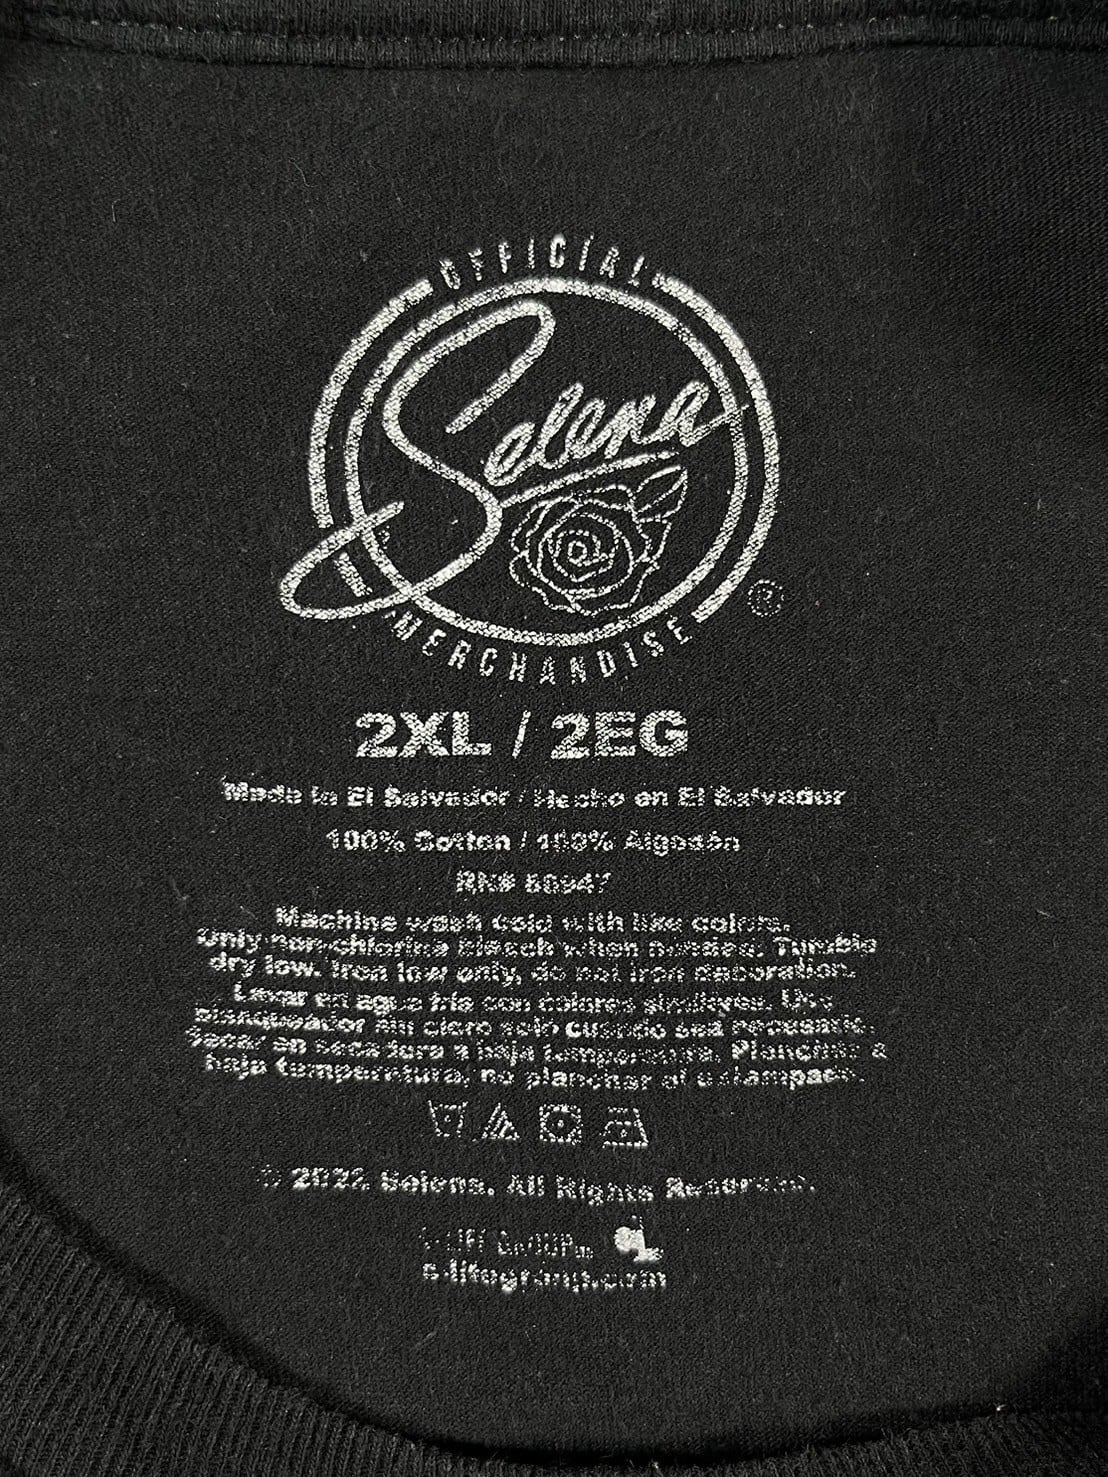 OFFICIAL
Selena
MERCHANDISE
®
2XL / 2EG
Made in El Salvador / Hecho en El Salvador
100% Cotton / 100% Algodón
RN#
Machine wash cold with like colors.
Only non-chlorine bleach when needed. Tumble
dry low. Iron low only, do not iron decoration.
Lavar en agua fria con colores similares. Use
blanqueador sin cloro solo cuando sea necesario.
Secar en secadora a baja temperatura. Planchar a
baja temperatura, no planchar al estampado.
© 2022 Selena. All Rights Reserved.